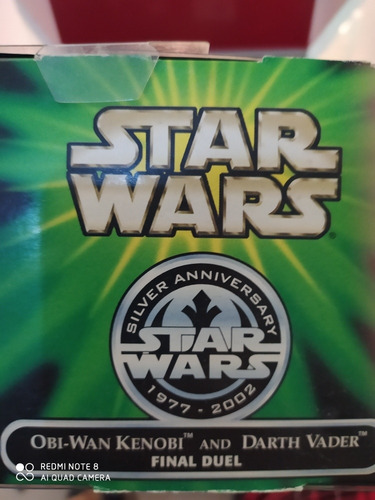 STAR
WARS
SILVER ANNIVERSARY
STAR
WARS
1977 - 2002
OBI-WAN KENOBI™ AND DARTH VADER™
FINAL DUEL
REDMI NOTE 8
AI QUAD CAMERA